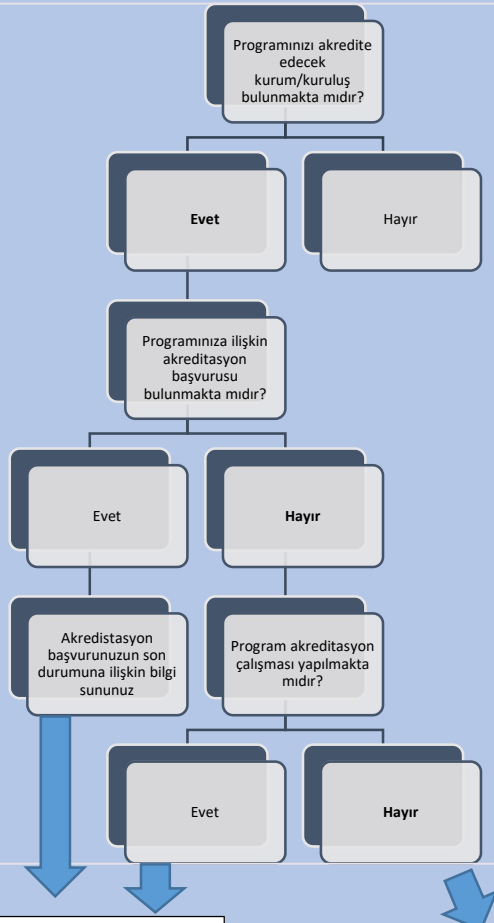 Programınızı akredite
edecek
kurum/kuruluş
bulunmakta mıdır?
Evet
Hayır
Programınıza ilişkin
akreditasyon
başvurusu
bulunmakta mıdır?
Evet
Hayır
Akredistasyon
başvurunuzun son
durumuna ilişkin bilgi
sununuz
Program akreditasyon
çalışması yapılmakta
mıdır?
Evet
Hayır